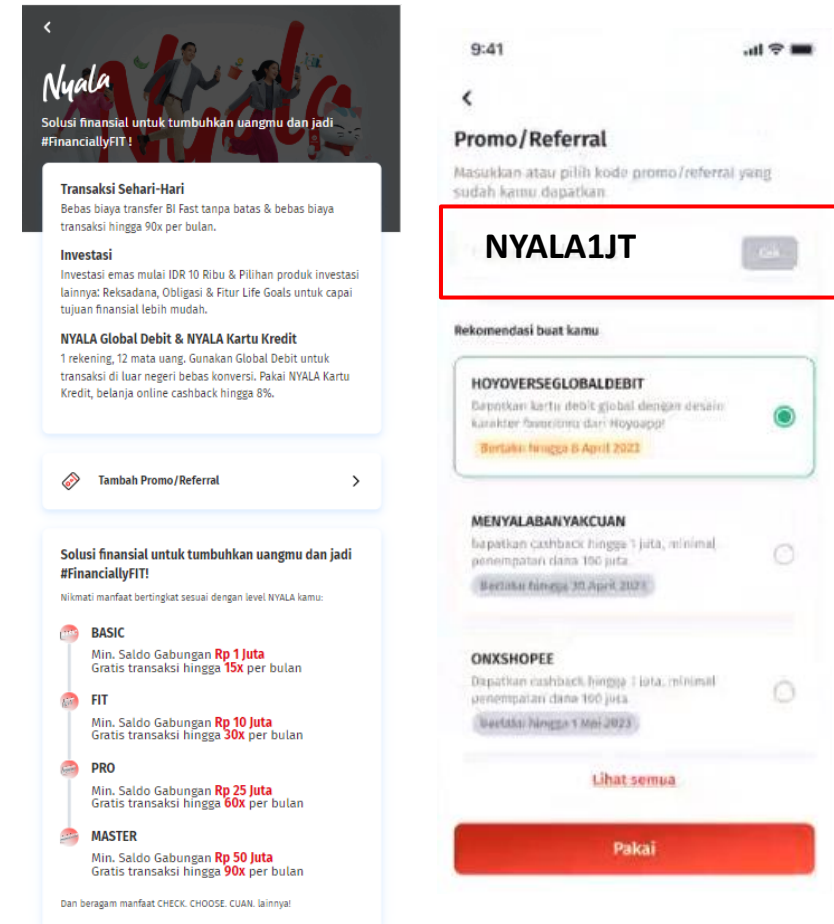 Nyala
Solusi finansial untuk tumbuhkan uangmu dan jadi
#FinanciallyFIT !
Transaksi Sehari-Hari
Bebas biaya transfer BI Fast tanpa batas & bebas biaya
transaksi hingga 90x per bulan.
Investasi
Investasi emas mulai IDR 10 Ribu & Pilihan produk investasi
lainnya: Reksadana, Obligasi & Fitur Life Goals untuk capai
tujuan finansial lebih mudah.
NYALA Global Debit & NYALA Kartu Kredit
1 rekening, 12 mata uang. Gunakan Global Debit untuk
transaksi di luar negeri bebas konversi. Pakai NYALA Kartu
Kredit, belanja online cashback hingga 8%.
Tambah Promo/Referral
Solusi finansial untuk tumbuhkan uangmu dan jadi
#FinanciallyFIT!
Nikmati manfaat bertingkat sesuai dengan level NYALA kamu:
BASIC
Min. Saldo Gabungan Rp 1 Juta
Gratis transaksi hingga 15x per bulan
FIT
Min. Saldo Gabungan Rp 10 Juta
Gratis transaksi hingga 30x per bulan
PRO
Min. Saldo Gabungan Rp 25 Juta
Gratis transaksi hingga 60x per bulan
MASTER
Min. Saldo Gabungan Rp 50 Juta
Gratis transaksi hingga 90x per bulan
Dan beragam manfaat CHECK. CHOOSE. CUAN. lainnya!
9:41
Promo/Referral
Masukkan atau pilih kode promo/referral yang
sudah kamu dapatkan
NYALA1JT
Cek
Rekomendasi buat kamu
HOYOVERSEGLOBALDEBIT
Dapatkan kartu debit global dengan desain
karakter favoritmu dari Hoyoapp!
Berlaku hingga 8 April 2023
MENYALABANYAKCUAN
Dapatkan cashback hingga 1 juta, minimal
penempatan dana 100 juta
Berlaku hingga 30 April 2023
ONXSHOPEE
Dapatkan cashback hingga 1 juta, minimal
penempatan dana 100 juta
Berlaku hingga 1 Mei 2023
Lihat semua
Pakai